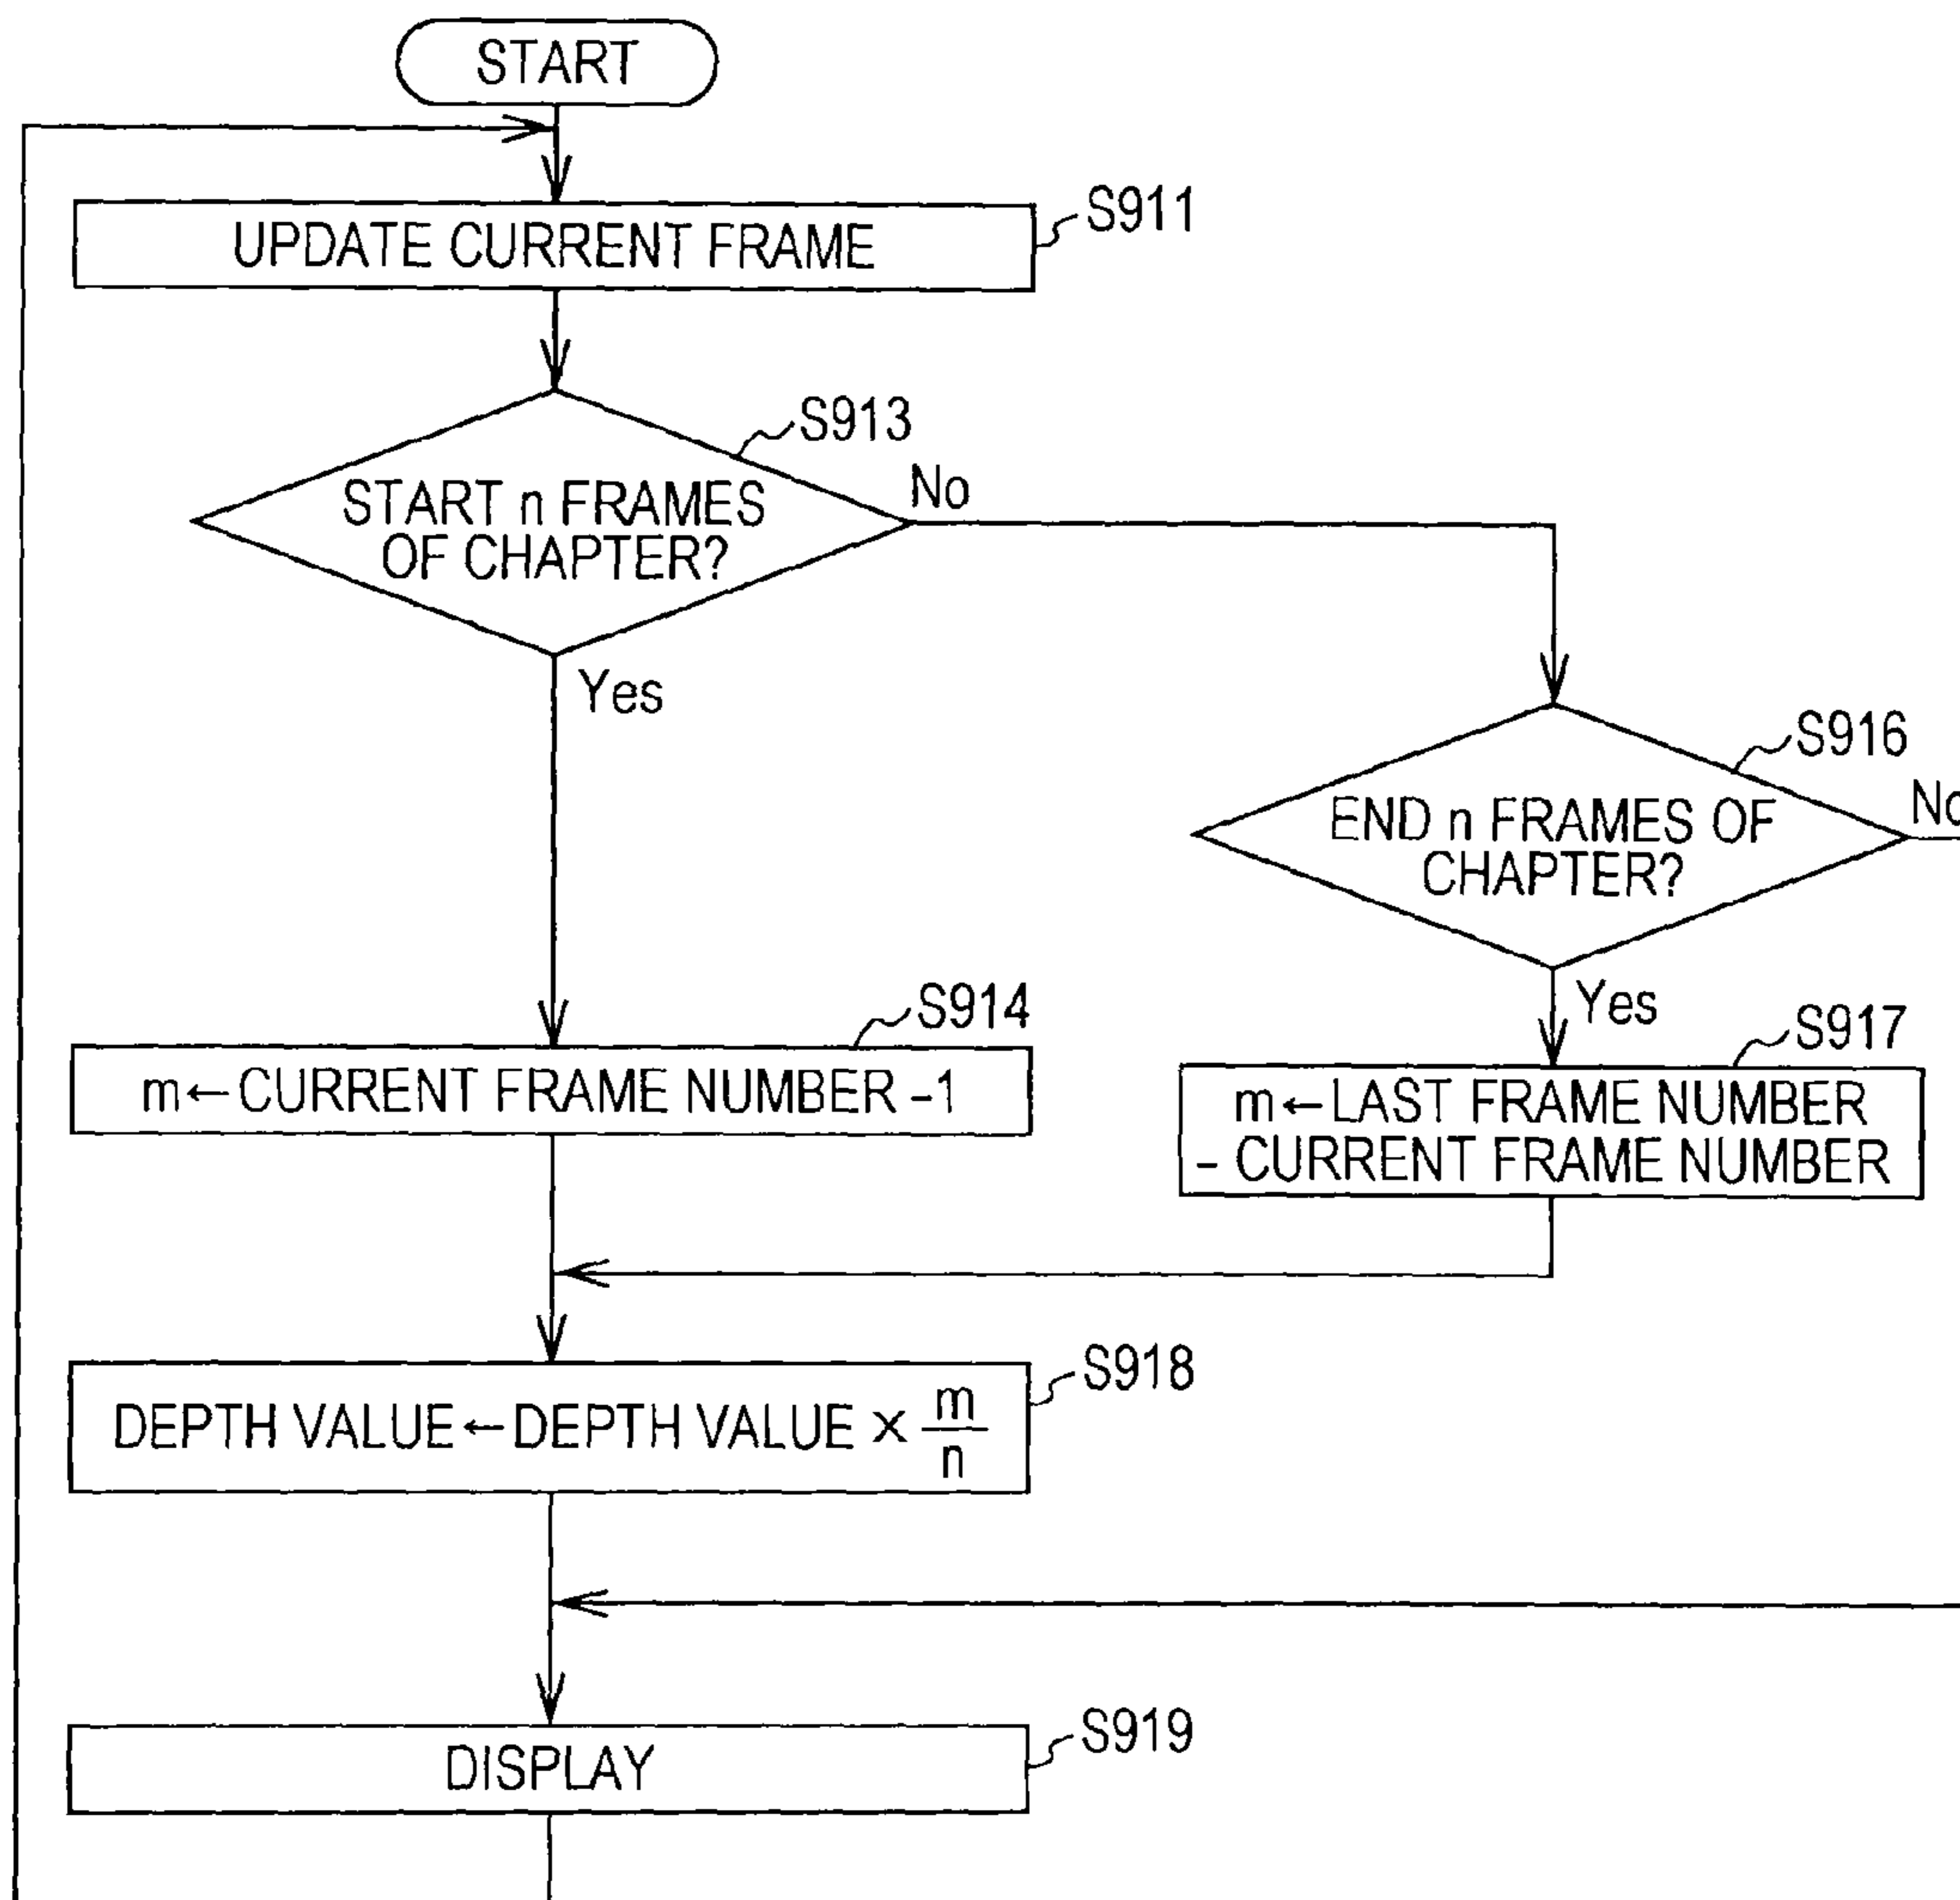 START
UPDATE CURRENT FRAME
S911
S913
START n FRAMES
OF CHAPTER?
No
Yes
S916
END n FRAMES OF
CHAPTER?
No
Yes
S914
m←CURRENT FRAME NUMBER -1
S917
m←LAST FRAME NUMBER
- CURRENT FRAME NUMBER
S918
DEPTH VALUE←DEPTH VALUE × m/n
S919
DISPLAY